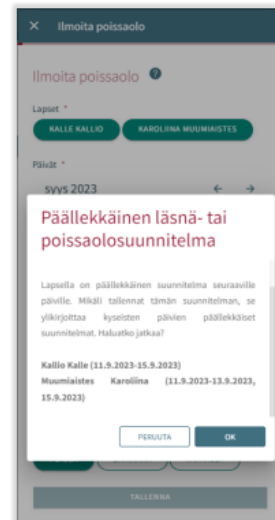 Ilmoita poissaolo
Ilmoita poissaolo ?
Lapset *
KALLE KALLIO KAROLIINA MUUMIAISTES
Päivät *
syys 2023
Päällekkäinen läsnä- tai
poissaolosuunnitelma
Lapsella on päällekkäinen suunnitelma seuraaville
päiville. Mikäli tallennat tämän suunnitelman, se
ylikirjoittaa kyseisten päivien päällekkäiset
suunnitelmat. Haluatko jatkaa?
Kallio Kalle (11.9.2023-15.9.2023)
Muumiaistes Karoliina (11.9.2023-13.9.2023,
15.9.2023)
PERUUTA OK
TALLENNA